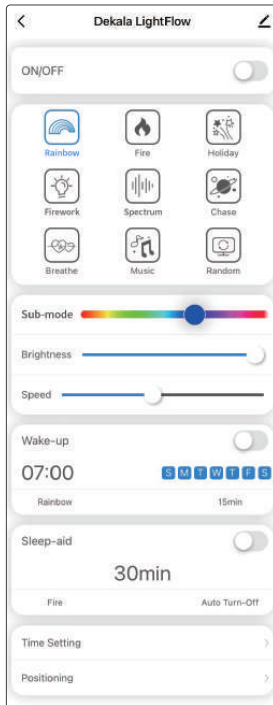 Dekala LightFlow
ON/OFF
Rainbow Fire Holiday
Firework Spectrum Chase
Breathe Music Random
Sub-mode
Brightness
Speed
Wake-up
07:00 S M T W T F S
Rainbow 15min
Sleep-aid
30min
Fire Auto Turn-Off
Time Setting
Positioning